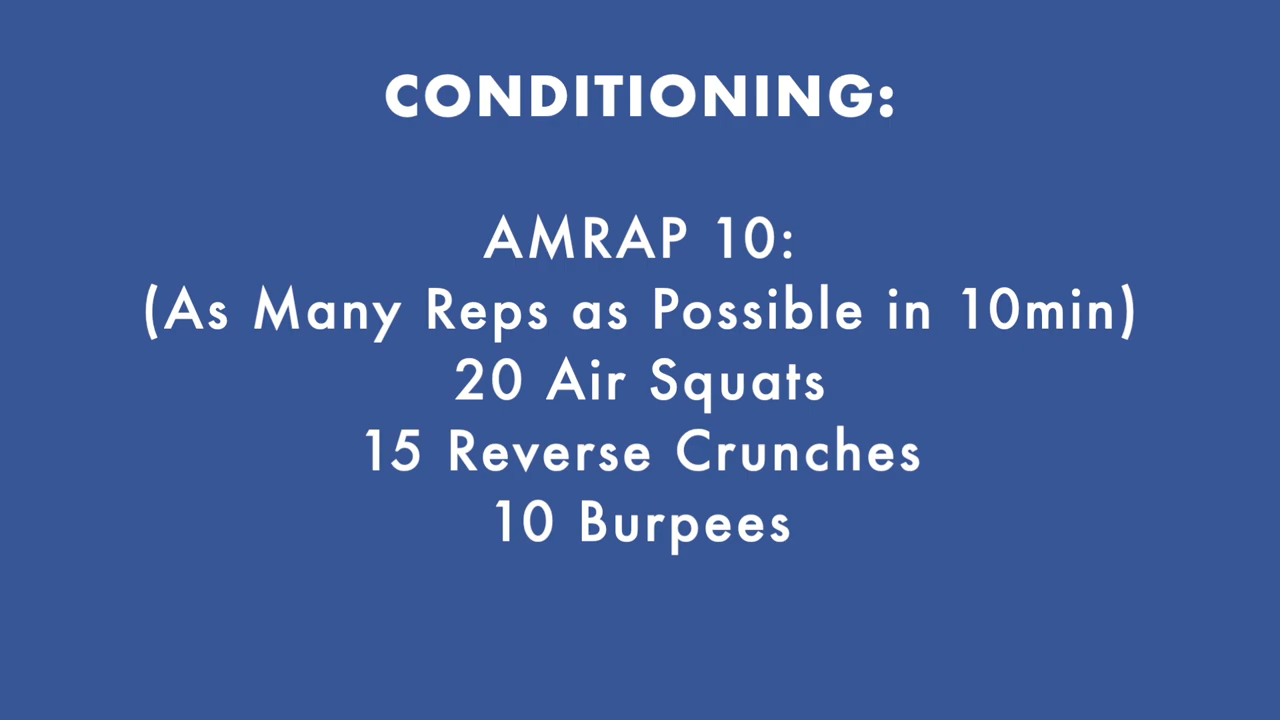 CONDITIONING:
AMRAP 10:
(As Many Reps as Possible in 10min)
20 Air Squats
15 Reverse Crunches
10 Burpees